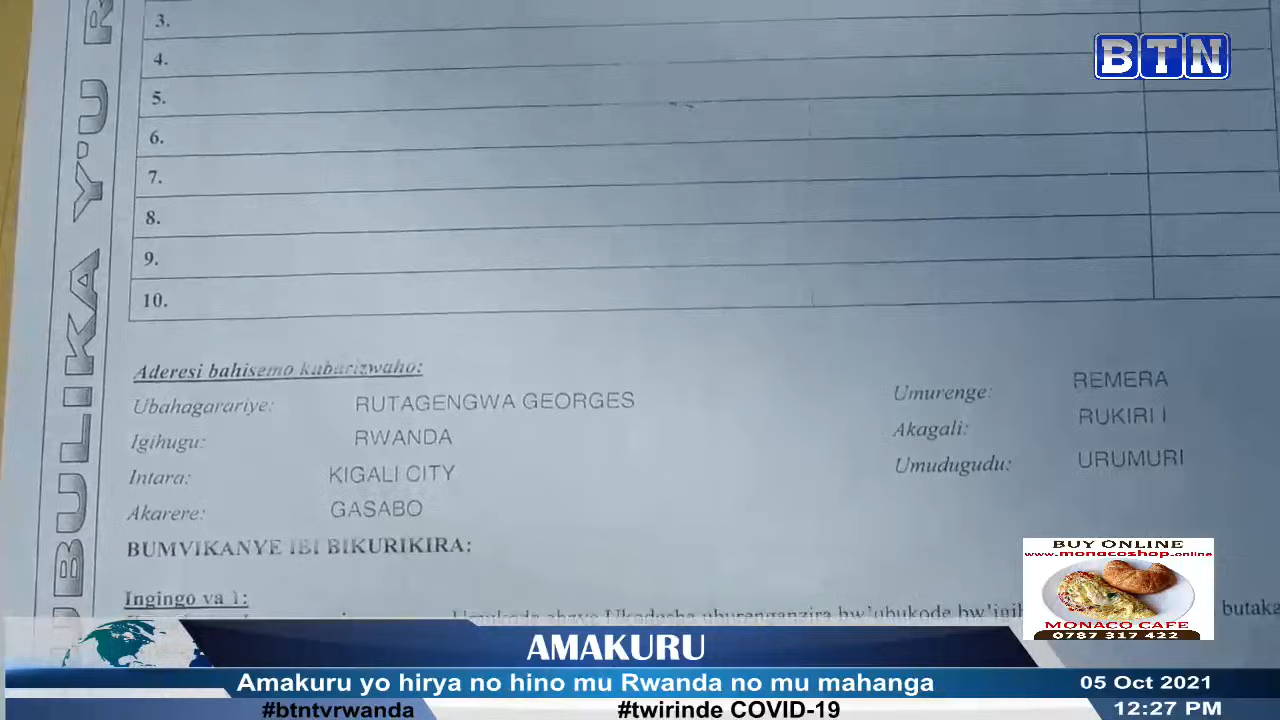 BTN
3.
4.
5.
6.
7.
8.
9.
10.
BULIKA Y'U R
Aderesi bahisemo kubarizwaho:
Ubahagarariye: RUTAGENGWA GEORGES
Umurenge: REMERA
Igihugu: RWANDA
Akagali: RUKIRI I
Intara: KIGALI CITY
Umudugudu: URUMURI
Akarere: GASABO
BUMVIKANYE IBI BIKURIKIRA:
Ingingo ya 1:
BUY ONLINE
www.monacoshop.online
MONACO CAFE
0787 317 422
AMAKURU
Amakuru yo hirya no hino mu Rwanda no mu mahanga
05 Oct 2021
#btntvrwanda
#twirinde COVID-19
12:27 PM